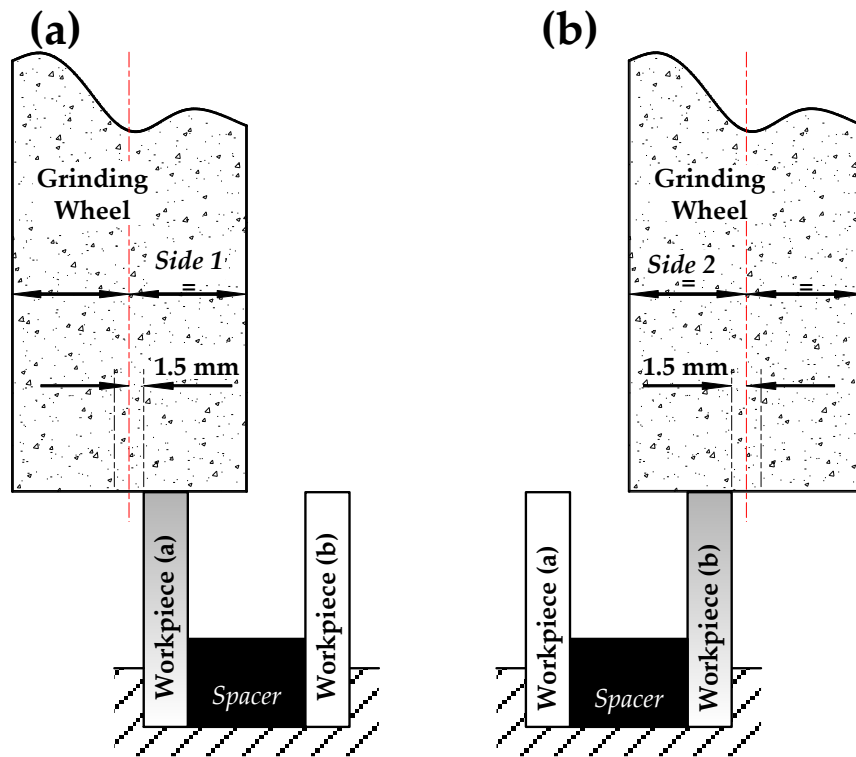 (a)
Grinding
Wheel
Side 1
=
1.5 mm
Workpiece (a)
Spacer
Workpiece (b)
(b)
Grinding
Wheel
Side 2
=
=
1.5 mm
Workpiece (a)
Spacer
Workpiece (b)